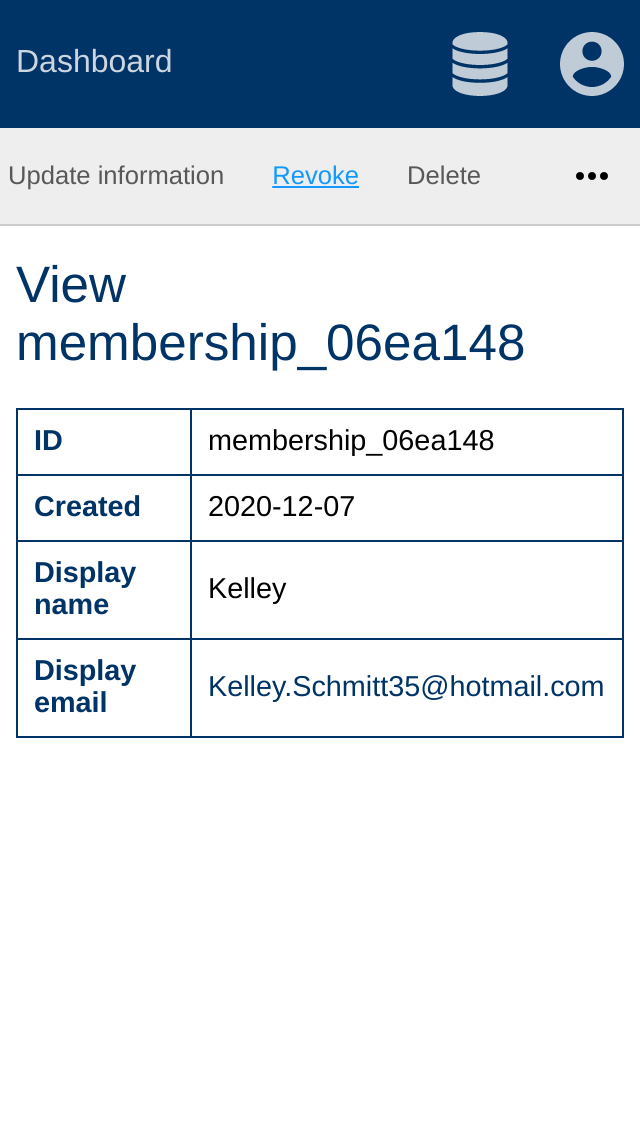 Dashboard
Update information Revoke Delete
View
membership_06ea148
ID membership_06ea148
Created 2020-12-07
Display
name
Kelley
Display
email
Kelley.Schmitt35@hotmail.com